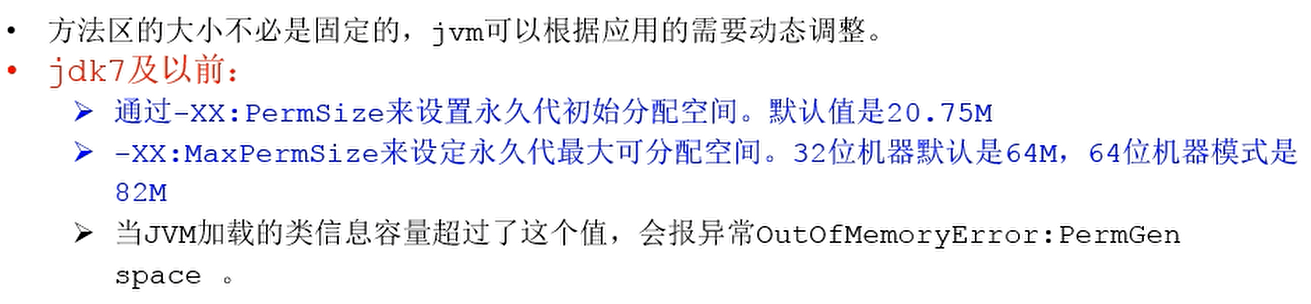 • 方法区的大小不必是固定的，jvm可以根据应用的需要动态调整。
• jdk7及以前：
➢ 通过-XX:PermSize来设置永久代初始分配空间。默认值是20.75M
➢ -XX:MaxPermSize来设定永久代最大可分配空间。32位机器默认是64M，64位机器模式是
82M
➢ 当JVM加载的类信息容量超过了这个值，会报异常OutOfMemoryError:PermGen
space 。